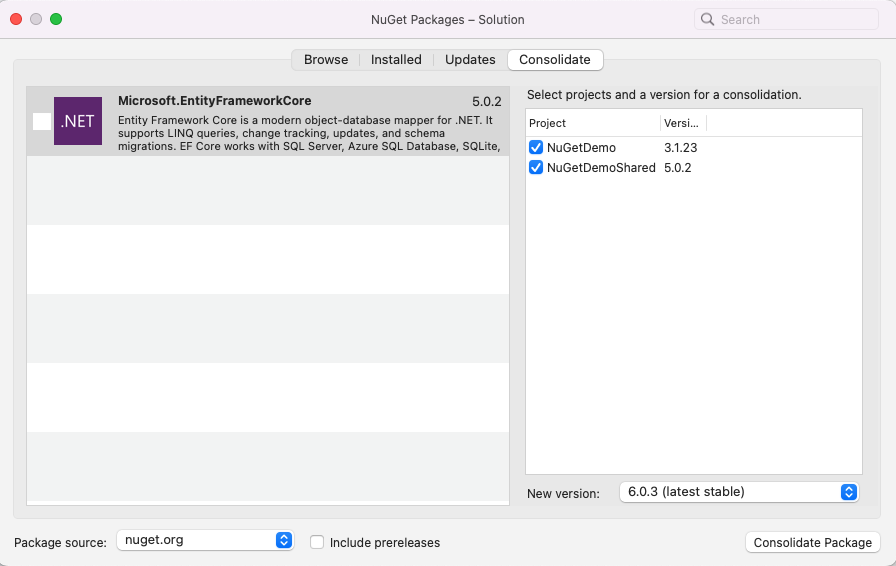 NuGet Packages – Solution
Search
Browse
Installed
Updates
Consolidate
.NET
Microsoft.EntityFrameworkCore
5.0.2
Entity Framework Core is a modern object-database mapper for .NET. It
supports LINQ queries, change tracking, updates, and schema
migrations. EF Core works with SQL Server, Azure SQL Database, SQLite,
Select projects and a version for a consolidation.
Project Versi...
NuGetDemo 3.1.23
NuGetDemoShared 5.0.2
New version: 6.0.3 (latest stable)
Package source: nuget.org
Include prereleases
Consolidate Package